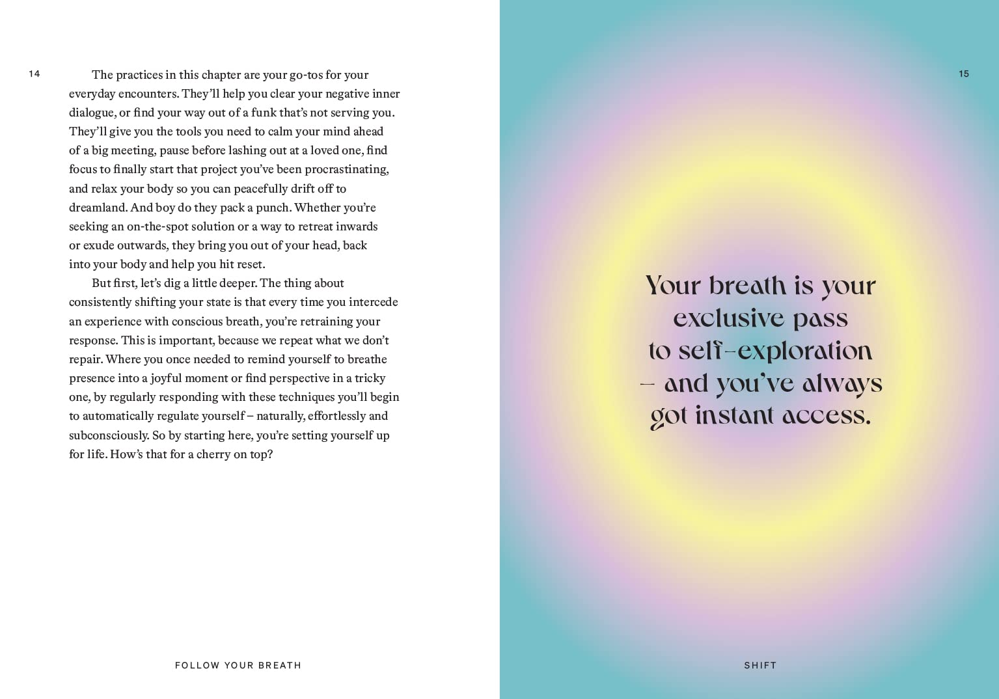 14
The practices in this chapter are your go-tos for your
everyday encounters. They’ll help you clear your negative inner
dialogue, or find your way out of a funk that’s not serving you.
They’ll give you the tools you need to calm your mind ahead
of a big meeting, pause before lashing out at a loved one, find
focus to finally start that project you’ve been procrastinating,
and relax your body so you can peacefully drift off to
dreamland. And boy do they pack a punch. Whether you’re
seeking an on-the-spot solution or a way to retreat inwards
or exude outwards, they bring you out of your head, back
into your body and help you hit reset.
But first, let’s dig a little deeper. The thing about
consistently shifting your state is that every time you intercede
an experience with conscious breath, you’re retraining your
response. This is important, because we repeat what we don’t
repair. Where you once needed to remind yourself to breathe
presence into a joyful moment or find perspective in a tricky
one, by regularly responding with these techniques you’ll begin
to automatically regulate yourself – naturally, effortlessly and
subconsciously. So by starting here, you’re setting yourself up
for life. How’s that for a cherry on top?
FOLLOW YOUR BREATH
15
Your breath is your
exclusive pass
to self-exploration
– and you’ve always
got instant access.
SHIFT